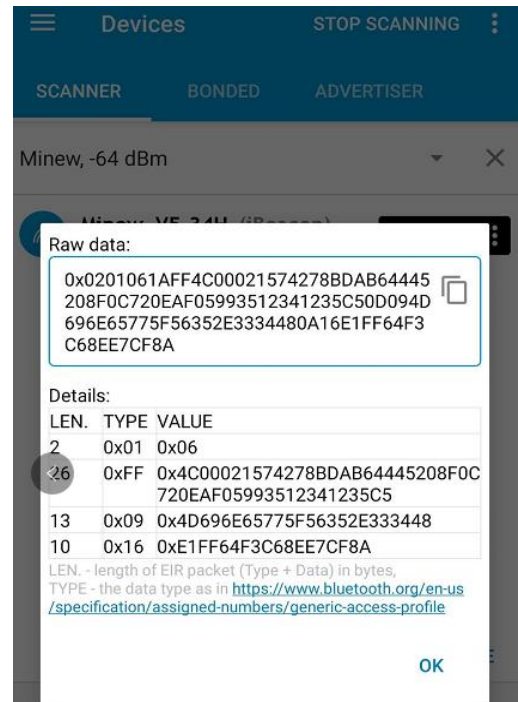 Devices STOP SCANNING
SCANNER BONDED ADVERTISER
Minew, -64 dBm
Raw data:
0x0201061AFF4C00021574278BDAB64445
208F0C720EAF05993512341235C50D094D
696E65775F56352E3334480A16E1FF64F3
C68EE7CF8A
Details:
LEN. TYPE VALUE
2 0x01 0x06
26 0xFF 0x4C00021574278BDAB64445208F0C
720EAF05993512341235C5
13 0x09 0x4D696E65775F56352E333448
10 0x16 0xE1FF64F3C68EE7CF8A
LEN. - length of EIR packet (Type + Data) in bytes,
TYPE - the data type as in https://www.bluetooth.org/en-us
/specification/assigned-numbers/generic-access-profile
OK